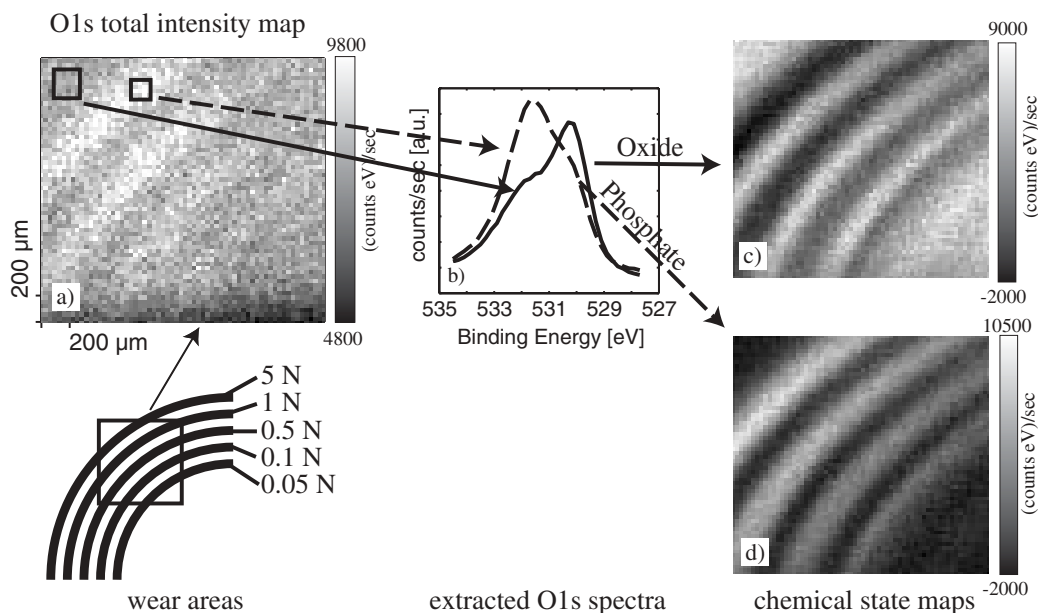 O1s total intensity map
9800
(counts eV)/sec
4800
a)
200 µm
200 µm
5 N
1 N
0.5 N
0.1 N
0.05 N
wear areas
counts/sec [a.u.]
b)
535
533
531
529
527
Binding Energy [eV]
Oxide
Phosphate
extracted O1s spectra
9000
(counts eV)/sec
-2000
c)
10500
(counts eV)/sec
-2000
d)
chemical state maps